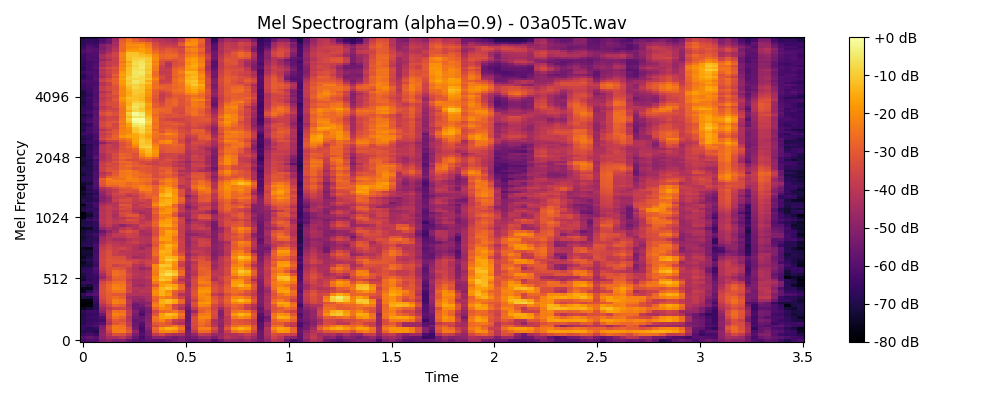 Mel Spectrogram (alpha=0.9) - 03a05Tc.wav
Mel Frequency
4096
2048
1024
512
0
0
0.5
1
1.5
2
2.5
3
3.5
Time
+0 dB
-10 dB
-20 dB
-30 dB
-40 dB
-50 dB
-60 dB
-70 dB
-80 dB